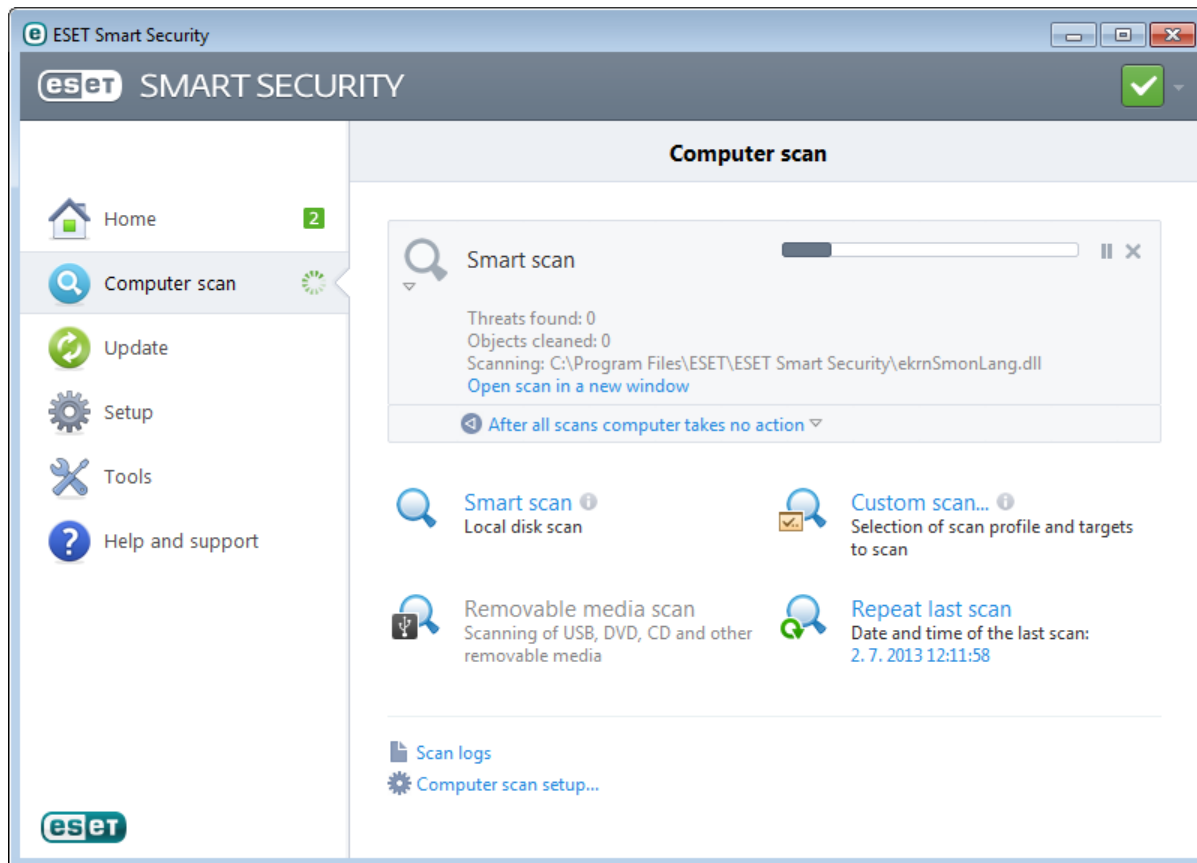 ESET Smart Security
eseT SMART SECURITY
Computer scan
Home 2
Computer scan
Update
Setup
Tools
Help and support
Smart scan
Threats found: 0
Objects cleaned: 0
Scanning: C:\Program Files\ESET\ESET Smart Security\ekrnSmonLang.dll
Open scan in a new window
After all scans computer takes no action
Smart scan
Local disk scan
Custom scan...
Selection of scan profile and targets
to scan
Removable media scan
Scanning of USB, DVD, CD and other
removable media
Repeat last scan
Date and time of the last scan:
2. 7. 2013 12:11:58
Scan logs
Computer scan setup...
eseT